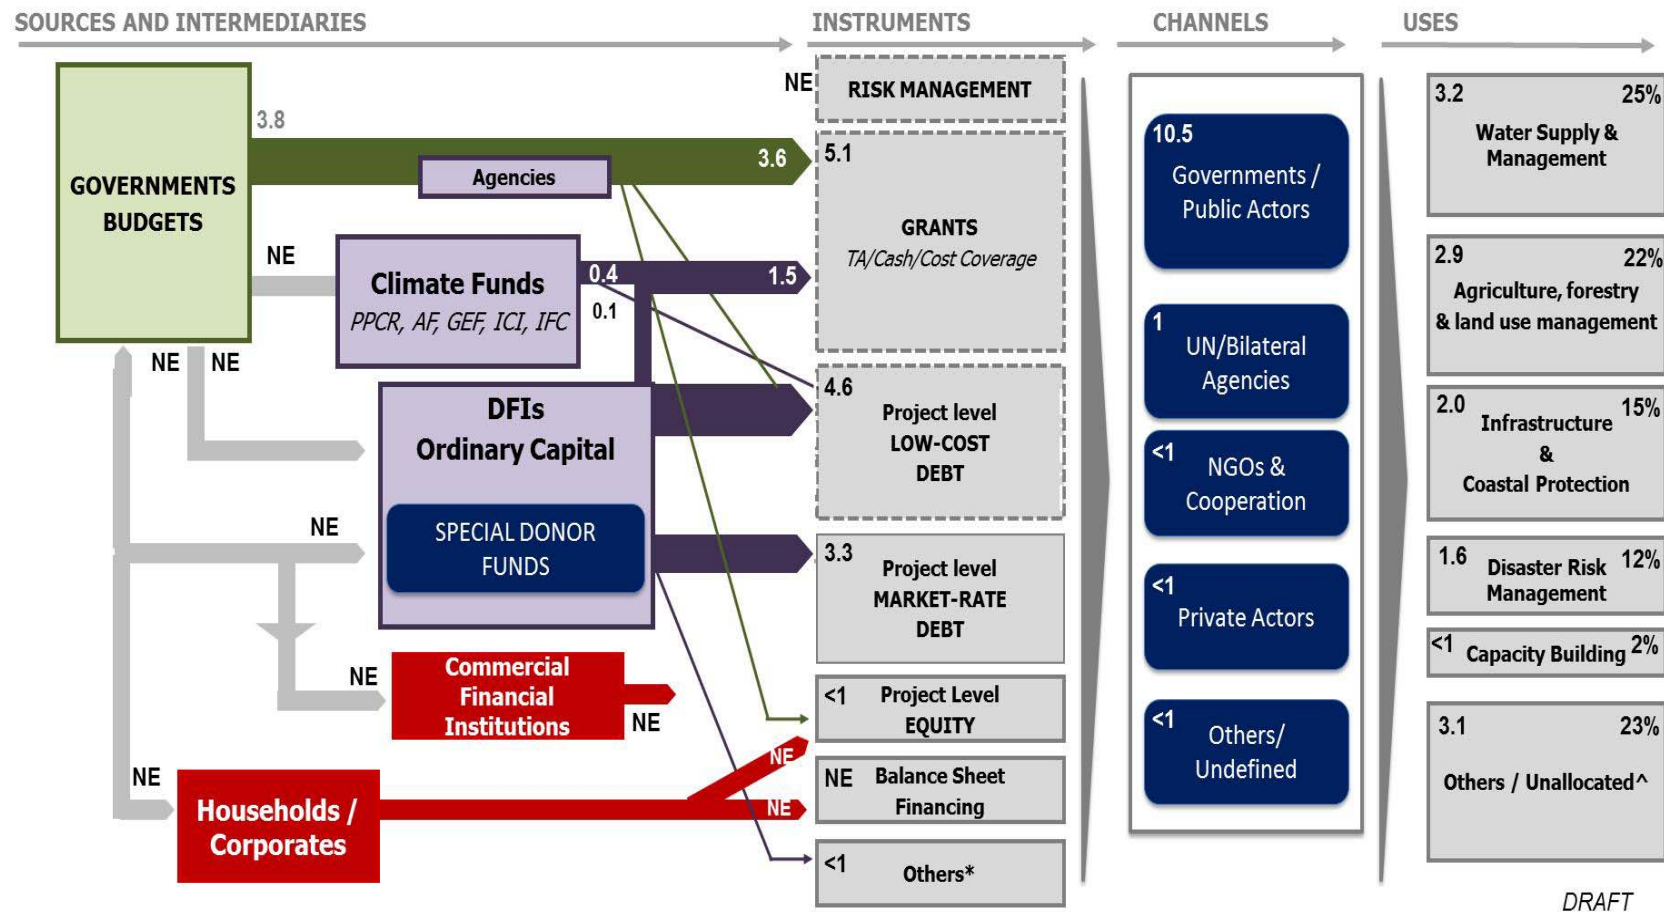 SOURCES AND INTERMEDIARIES
INSTRUMENTS
CHANNELS
USES
GOVERNMENTS
BUDGETS
3.8
3.6
Agencies
NE
Climate Funds
PPCR, AF, GEF, ICI, IFC
0.4
1.5
0.1
NE
NE
DFIs
Ordinary Capital
SPECIAL DONOR
FUNDS
NE
NE
Commercial
Financial
Institutions
NE
NE
Households /
Corporates
NE
NE
NE
RISK MANAGEMENT
5.1
GRANTS
TA/Cash/Cost Coverage
4.6
Project level
LOW-COST
DEBT
3.3
Project level
MARKET-RATE
DEBT
<1
Project Level
EQUITY
NE
Balance Sheet
Financing
<1
Others*
10.5
Governments /
Public Actors
1
UN/Bilateral
Agencies
<1
NGOs &
Cooperation
<1
Private Actors
<1
Others/
Undefined
3.2 25%
Water Supply &
Management
2.9 22%
Agriculture, forestry
& land use management
2.0 15%
Infrastructure
&
Coastal Protection
1.6 Disaster Risk 12%
Management
<1 Capacity Building 2%
3.1 23%
Others / Unallocated^
DRAFT